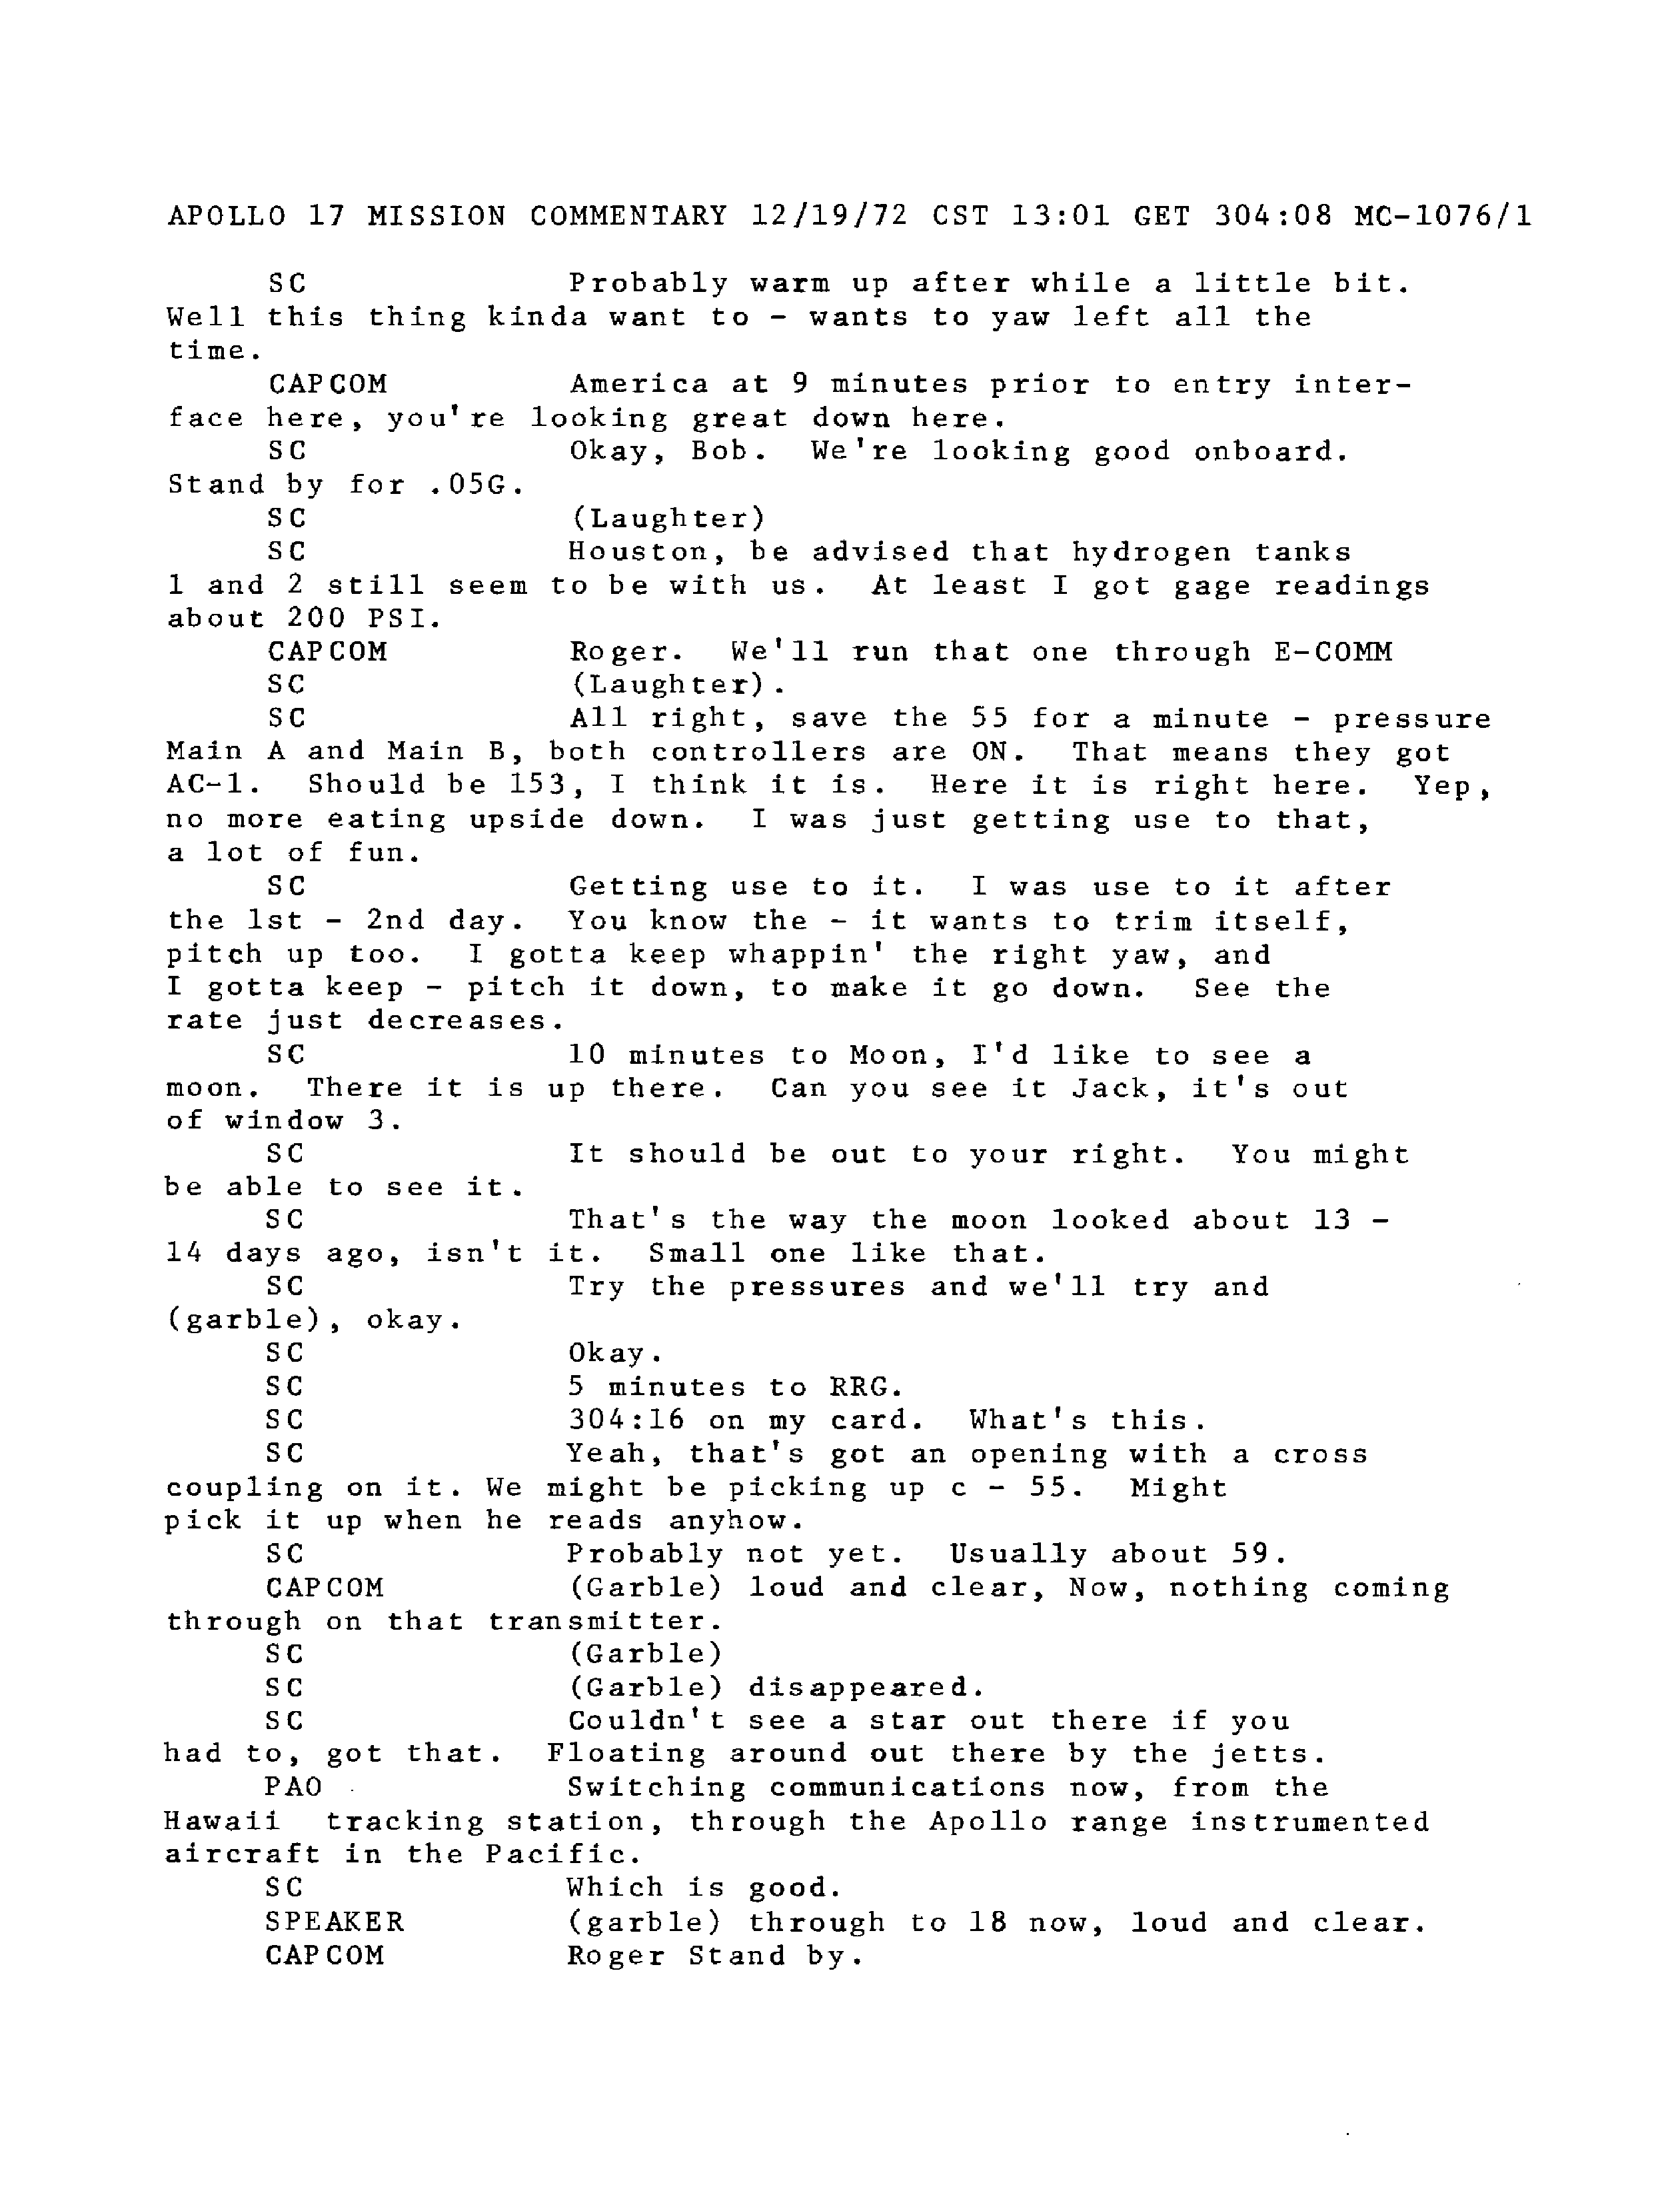 APOLLO 17 MISSION COMMENTARY 12/19/72 CST 13:01 GET 304:08 MC-1076/1
SC Probably warm up after while a little bit.
Well this thing kinda want to - wants to yaw left all the
time.
CAPCOM America at 9 minutes prior to entry inter-
face here, you're looking great down here.
SC Okay, Bob. We're looking good onboard.
Stand by for .05G.
SC (Laughter)
SC Houston, be advised that hydrogen tanks
1 and 2 still seem to be with us. At least I got gage readings
about 200 PSI.
CAPCOM Roger. We'll run that one through E-COMM
SC (Laughter).
SC All right, save the 55 for a minute - pressure
Main A and Main B, both controllers are ON. That means they got
AC-1. Should be 153, I think it is. Here it is right here. Yep,
no more eating upside down. I was just getting use to that,
a lot of fun.
SC Getting use to it. I was use to it after
the 1st - 2nd day. You know the - it wants to trim itself,
pitch up too. I gotta keep whappin' the right yaw, and
I gotta keep - pitch it down, to make it go down. See the
rate just decreases.
SC 10 minutes to Moon, I'd like to see a
moon. There it is up there. Can you see it Jack, it's out
of window 3.
SC It should be out to your right. You might
be able to see it.
SC That's the way the moon looked about 13 -
14 days ago, isn't it. Small one like that.
SC Try the pressures and we'll try and
(garble), okay.
SC Okay.
SC 5 minutes to RRG.
SC 304:16 on my card. What's this.
SC Yeah, that's got an opening with a cross
coupling on it. We might be picking up c - 55. Might
pick it up when he reads anyhow.
SC Probably not yet. Usually about 59.
CAPCOM (Garble) loud and clear, Now, nothing coming
through on that transmitter.
SC (Garble)
SC (Garble) disappeared.
SC Couldn't see a star out there if you
had to, got that. Floating around out there by the jetts.
PAO Switching communications now, from the
Hawaii tracking station, through the Apollo range instrumented
aircraft in the Pacific.
SC Which is good.
SPEAKER (garble) through to 18 now, loud and clear.
CAPCOM Roger Stand by.